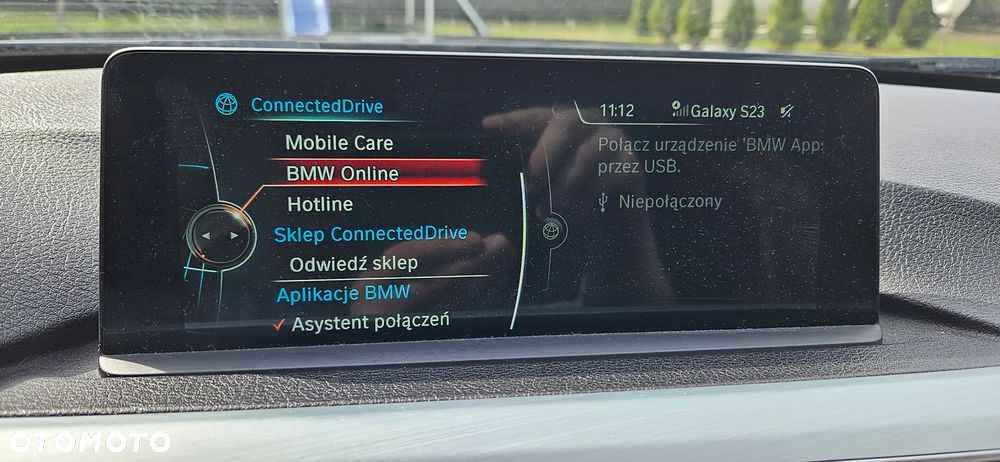 ConnectedDrive
11:12 Galaxy S23
Mobile Care
BMW Online
Hotline
Sklep ConnectedDrive
Odwiedź sklep
Aplikacje BMW
✓ Asystent połączeń
Połącz urządzenie 'BMW Apps
przez USB.
Niepołączony
OTOMOTO